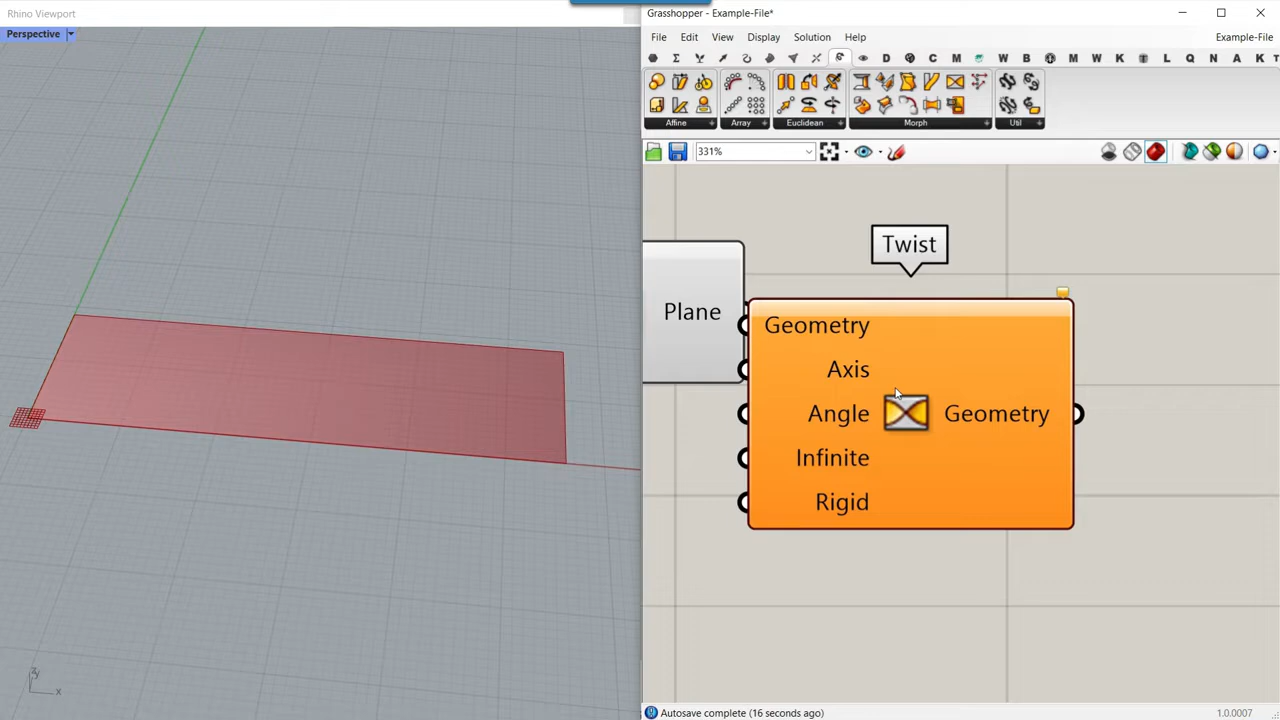 Rhino Viewport
Perspective
Zy
x
Grasshopper - Example-File*
File Edit View Display Solution Help
Example-File
D C M W B M W K L Q N A K T
Affine Array Euclidean Morph Util
331%
Twist
Plane
Geometry
Axis
Angle
Infinite
Rigid
Geometry
Autosave complete (16 seconds ago)
1.0.0007